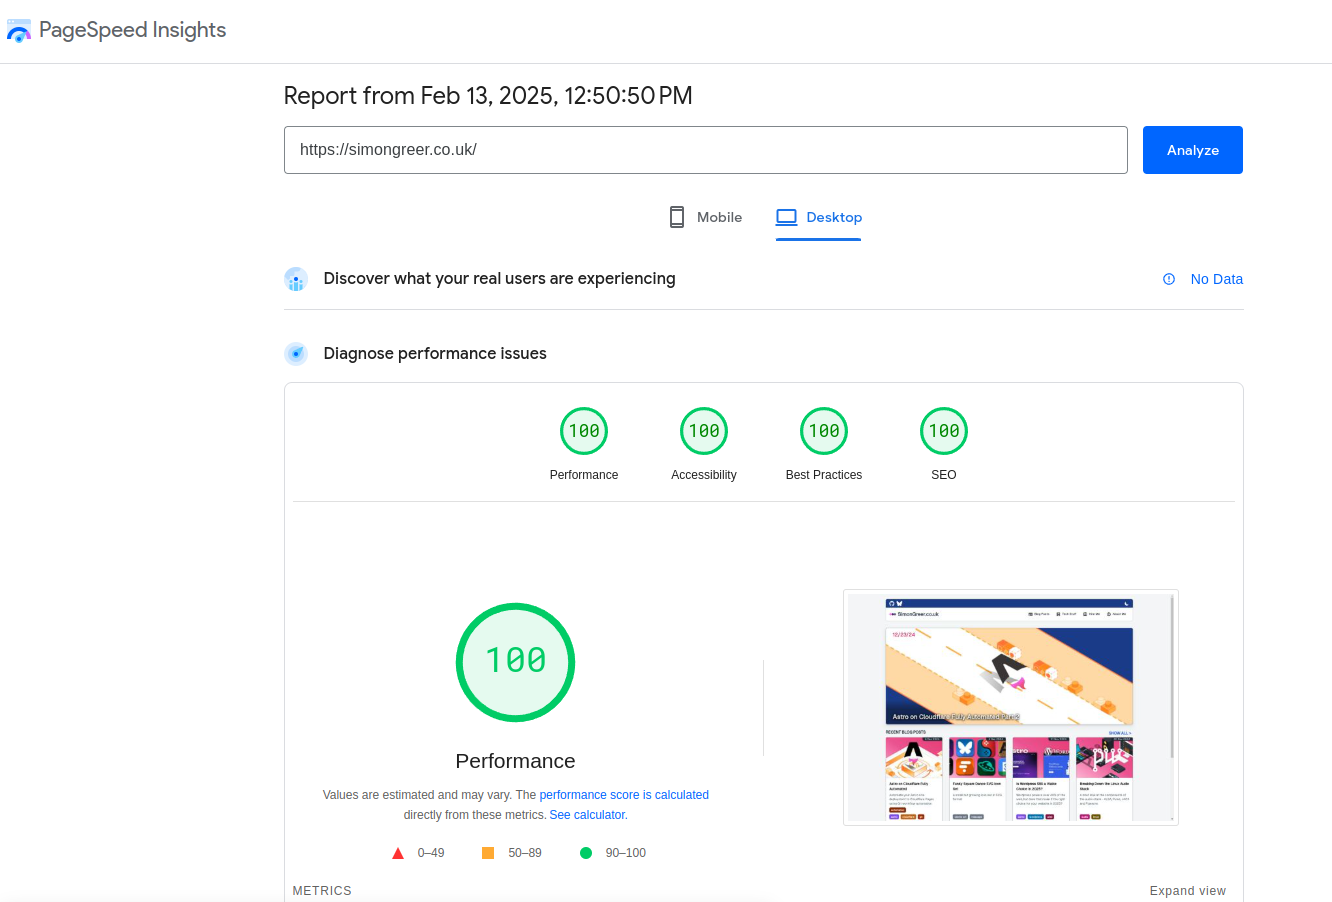 PageSpeed Insights
Report from Feb 13, 2025, 12:50:50 PM
https://simongreer.co.uk/
Analyze
Mobile
Desktop
Discover what your real users are experiencing
No Data
Diagnose performance issues
100
100
100
100
Performance
Accessibility
Best Practices
SEO
100
Performance
Values are estimated and may vary. The performance score is calculated
directly from these metrics. See calculator.
0–49
50–89
90–100
SimonGreer.co.uk
12/23/24
Astro on Cloudflare Fully Automated Part 2
RECENT BLOG POSTS
SHOW ALL
METRICS
Expand view